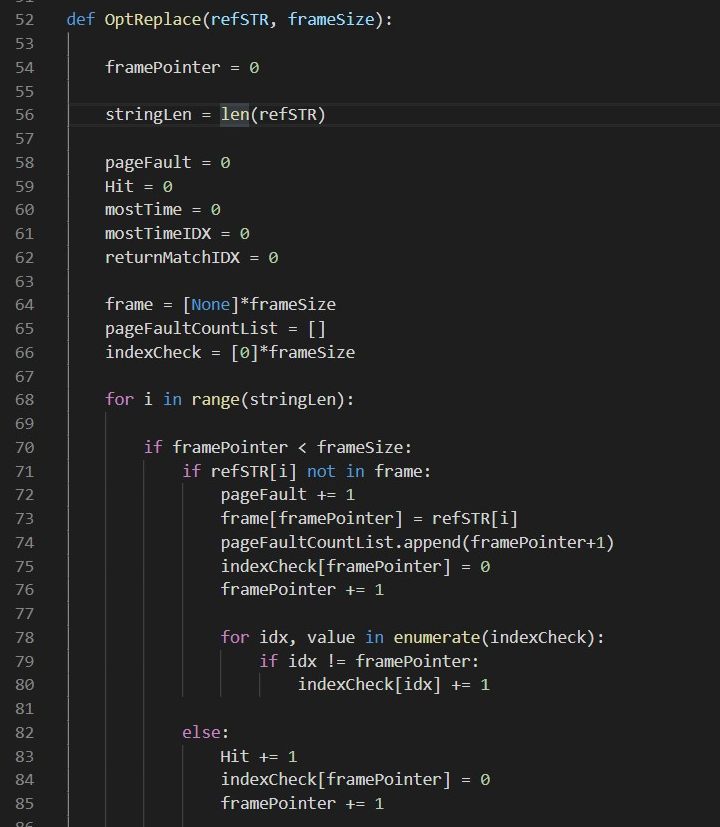 52 def OptReplace(refSTR, frameSize):
53
54 framePointer = 0
55
56 stringLen = len(refSTR)
57
58 pageFault = 0
59 Hit = 0
60 mostTime = 0
61 mostTimeIDX = 0
62 returnMatchIDX = 0
63
64 frame = [None]*frameSize
65 pageFaultCountList = []
66 indexCheck = [0]*frameSize
67
68 for i in range(stringLen):
69
70 if framePointer < frameSize:
71 if refSTR[i] not in frame:
72 pageFault += 1
73 frame[framePointer] = refSTR[i]
74 pageFaultCountList.append(framePointer+1)
75 indexCheck[framePointer] = 0
76 framePointer += 1
77
78 for idx, value in enumerate(indexCheck):
79 if idx != framePointer:
80 indexCheck[idx] += 1
81
82 else:
83 Hit += 1
84 indexCheck[framePointer] = 0
85 framePointer += 1